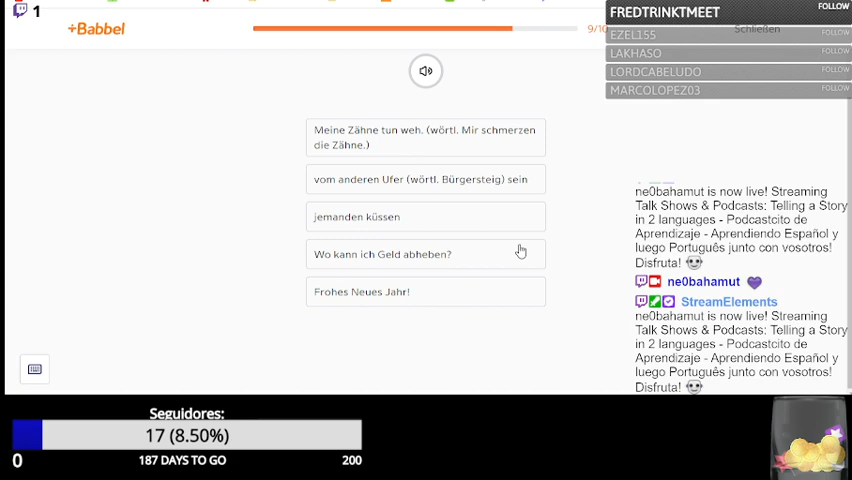 1
+Babbel
9/10
Schließen
FREDTRINKTMEET FOLLOW
EZEL155 FOLLOW
LAKHASO FOLLOW
LORDCABELUDO FOLLOW
MARCOLOPEZ03 FOLLOW
Meine Zähne tun weh. (wörtl. Mir schmerzen
die Zähne.)
vom anderen Ufer (wörtl. Bürgersteig) sein
jemanden küssen
Wo kann ich Geld abheben?
Frohes Neues Jahr!
ne0bahamut is now live! Streaming
Talk Shows & Podcasts: Telling a Story
in 2 languages - Podcastcito de
Aprendizaje - Aprendiendo Español y
luego Português junto con vosotros!
Disfruta!
ne0bahamut
StreamElements
ne0bahamut is now live! Streaming
Talk Shows & Podcasts: Telling a Story
in 2 languages - Podcastcito de
Aprendizaje - Aprendiendo Español y
luego Português junto con vosotros!
Disfruta!
Seguidores:
17 (8.50%)
0 187 DAYS TO GO 200